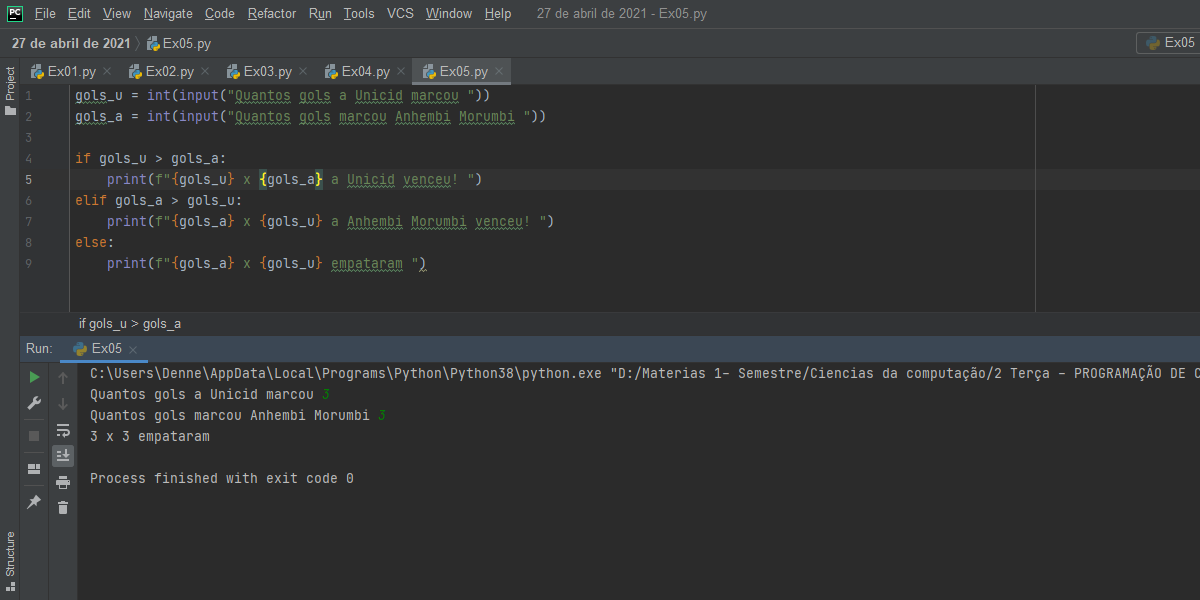 PC File Edit View Navigate Code Refactor Run Tools VCS Window Help 27 de abril de 2021 - Ex05.py
27 de abril de 2021 Ex05.py Ex05
Project
Ex01.py Ex02.py Ex03.py Ex04.py Ex05.py
1 gols_u = int(input("Quantos gols a Unicid marcou "))
2 gols_a = int(input("Quantos gols marcou Anhembi Morumbi "))
3
4 if gols_u > gols_a:
5 print(f"{gols_u} x {gols_a} a Unicid venceu! ")
6 elif gols_a > gols_u:
7 print(f"{gols_a} x {gols_u} a Anhembi Morumbi venceu! ")
8 else:
9 print(f"{gols_a} x {gols_u} empataram ")
if gols_u > gols_a
Run: Ex05
C:\Users\Denne\AppData\Local\Programs\Python\Python38\python.exe "D:/Materias 1- Semestre/Ciencias da computação/2 Terça - PROGRAMAÇÃO DE C
Quantos gols a Unicid marcou 3
Quantos gols marcou Anhembi Morumbi 3
3 x 3 empataram
Process finished with exit code 0
Structure